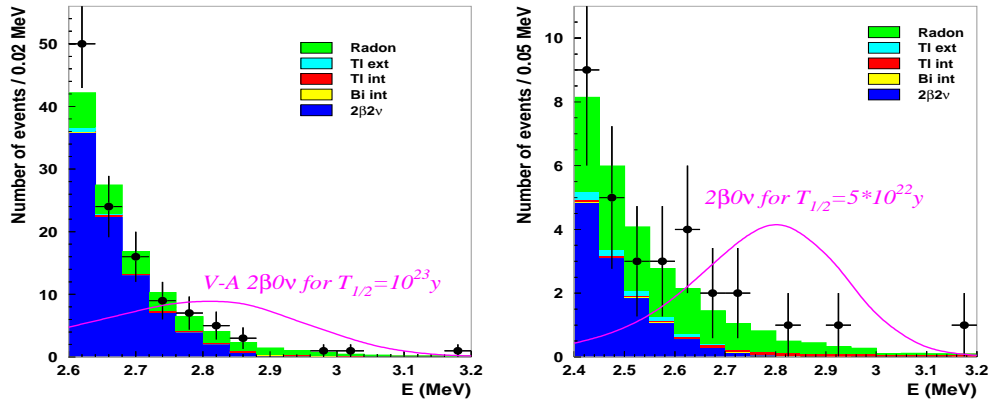 Number of events / 0.02 MeV
50
40
30
20
10
0
Radon
Tl ext
Tl int
Bi int
2β2ν
V-A 2β0ν for T1/2=10²³y
2.6 2.7 2.8 2.9 3 3.1 3.2
E (MeV)
Number of events / 0.05 MeV
10
8
6
4
2
0
Radon
Tl ext
Tl int
Bi int
2β2ν
2β0ν for T1/2=5*10²²y
2.4 2.5 2.6 2.7 2.8 2.9 3 3.1 3.2
E (MeV)